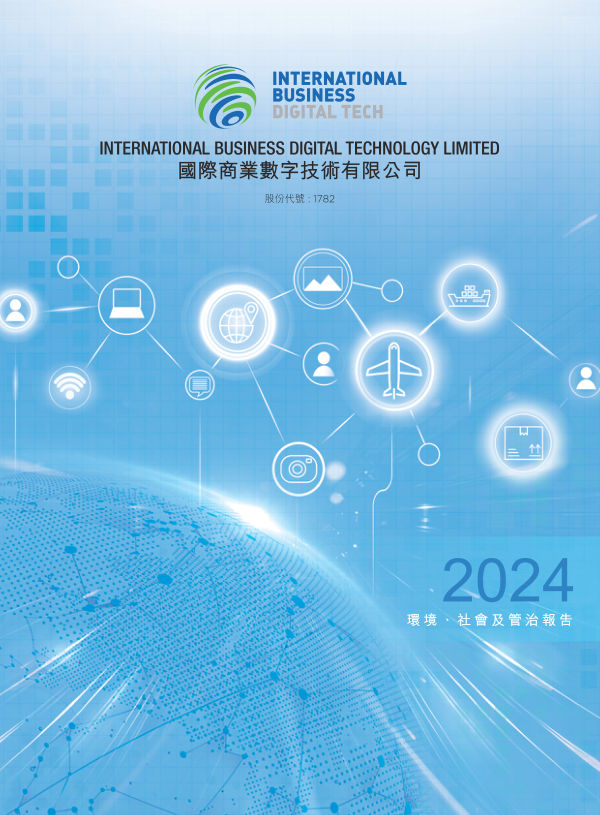 INTERNATIONAL
BUSINESS
DIGITAL TECH
INTERNATIONAL BUSINESS DIGITAL TECHNOLOGY LIMITED
國際商業數字技術有限公司
股份代號 : 1782
2024
環境、社會及管治報告